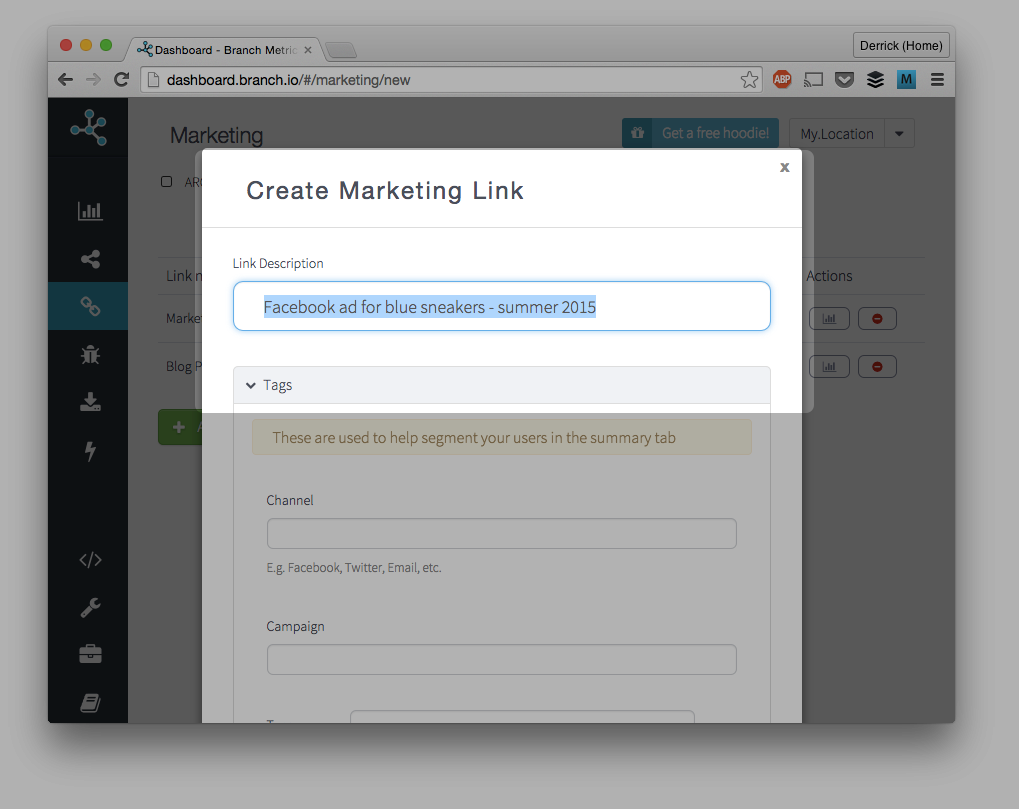 Dashboard - Branch Metric
Derrick (Home)
dashboard.branch.io/#/marketing/new
ABP
M
Marketing
Get a free hoodie!
My.Location
x
Create Marketing Link
Link Description
Link
Actions
Facebook ad for blue sneakers - summer 2015
Blog
Tags
These are used to help segment your users in the summary tab
Channel
E.g. Facebook, Twitter, Email, etc.
Campaign